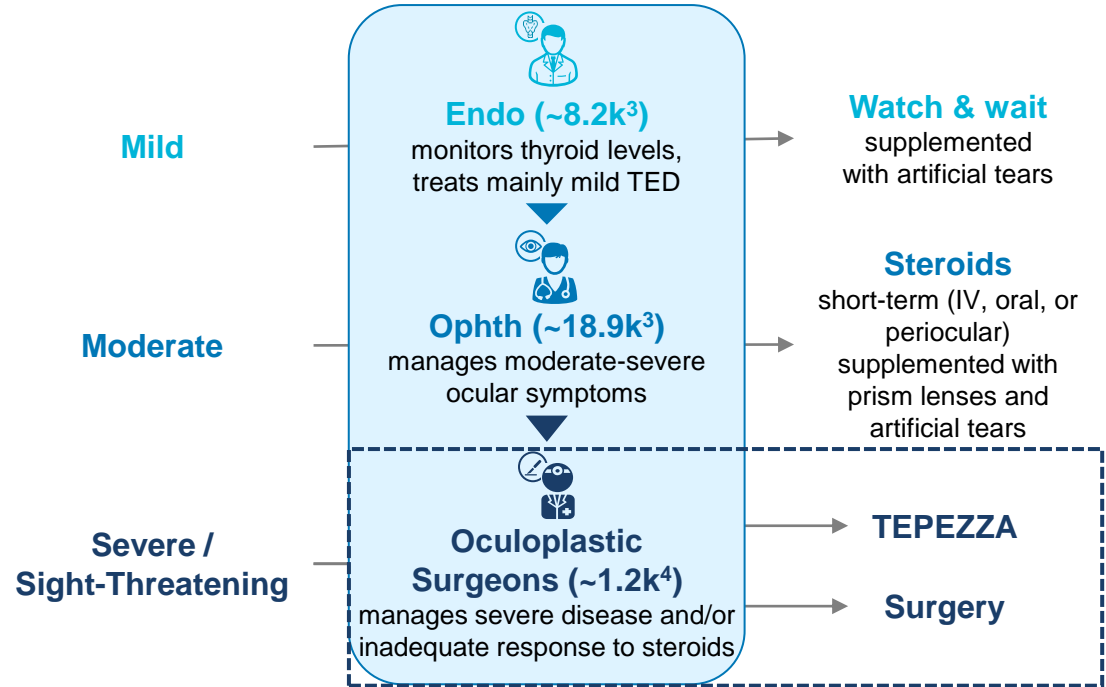 Mild
Endo (~8.2k³)
monitors thyroid levels,
treats mainly mild TED
Watch & wait
supplemented
with artificial tears
Moderate
Ophth (~18.9k³)
manages moderate-severe
ocular symptoms
Steroids
short-term (IV, oral, or
periocular)
supplemented with
prism lenses and
artificial tears
Severe /
Sight-Threatening
Oculoplastic
Surgeons (~1.2k⁴)
manages severe disease and/or
inadequate response to steroids
TEPEZZA
Surgery